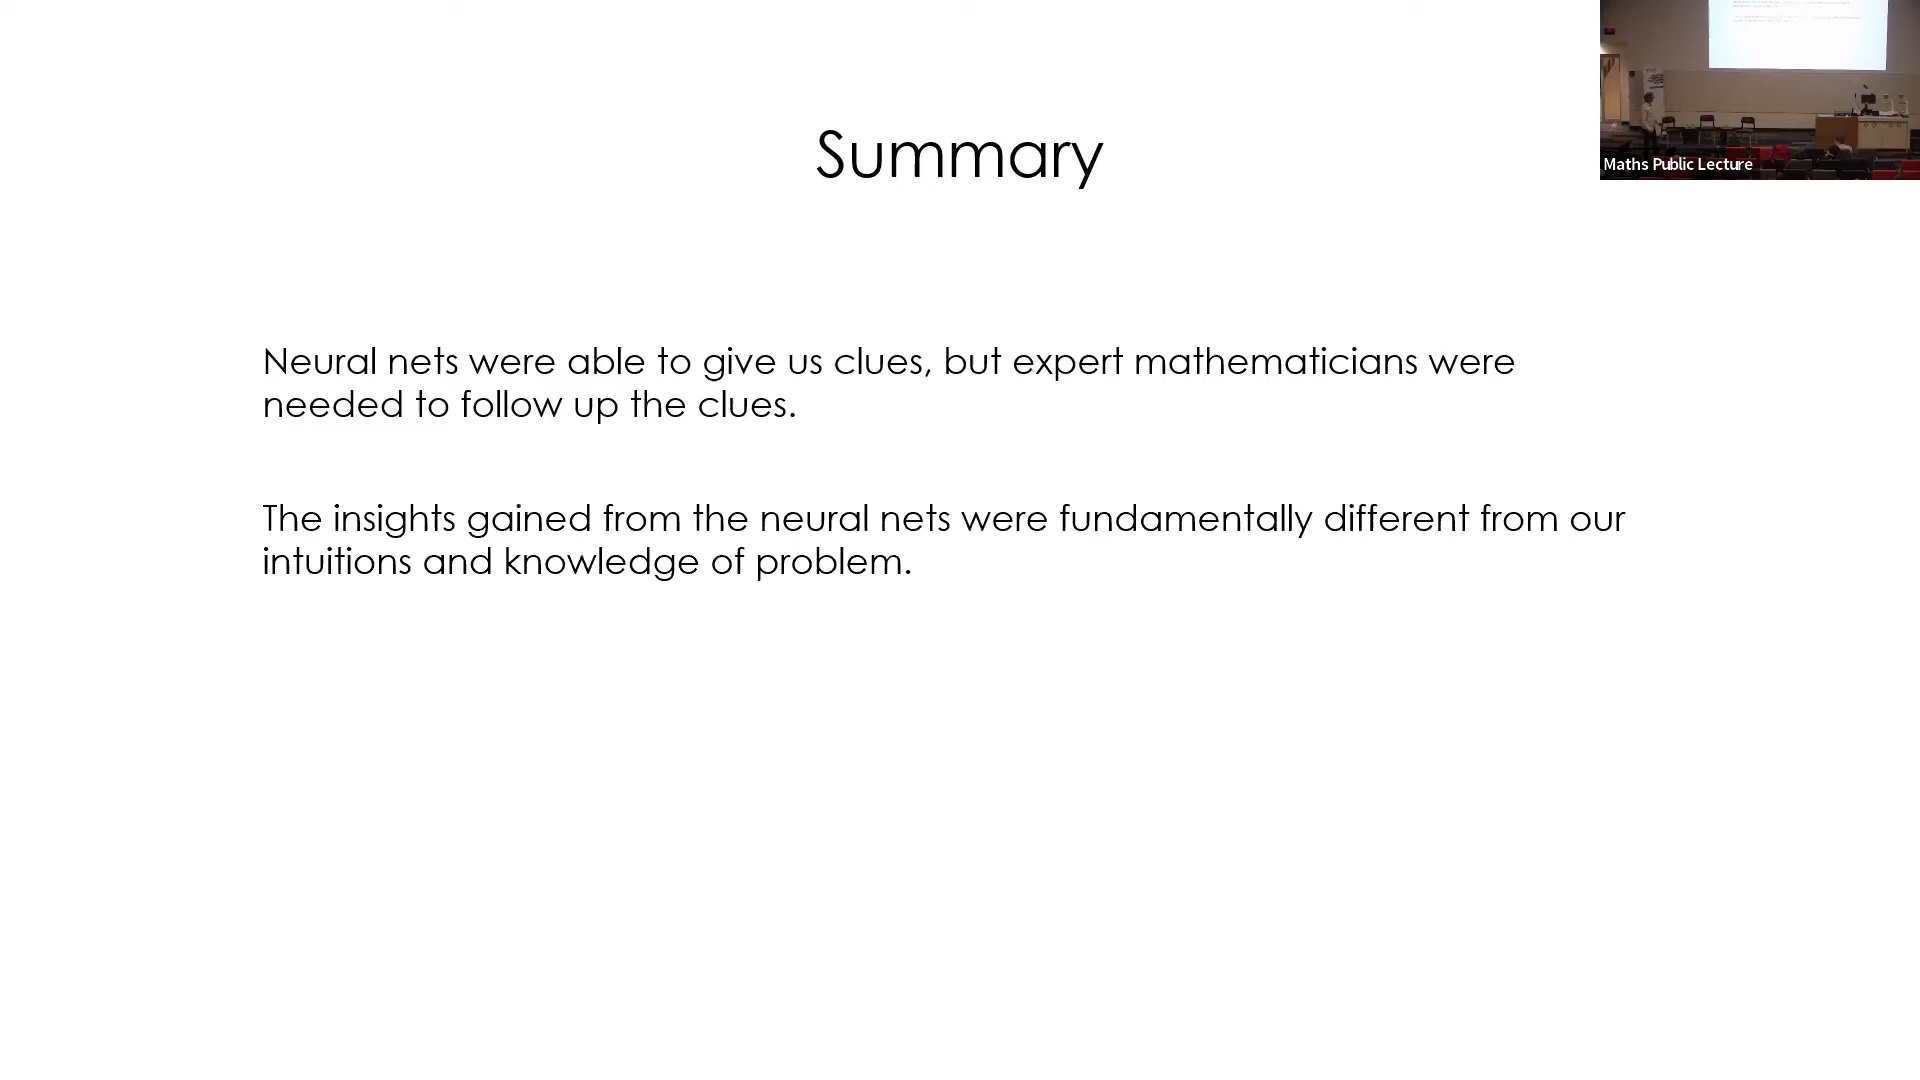 Summary
Maths Public Lecture
Neural nets were able to give us clues, but expert mathematicians were
needed to follow up the clues.
The insights gained from the neural nets were fundamentally different from our
intuitions and knowledge of problem.